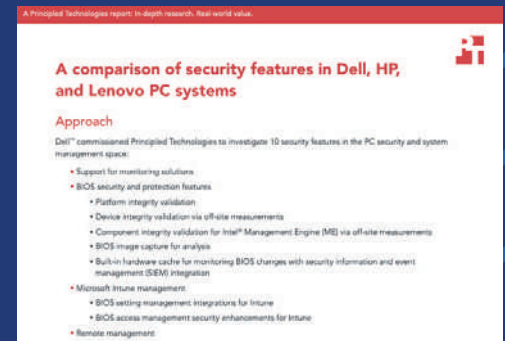 A Principled Technologies report: In-depth research. Real-world value.
A comparison of security features in Dell, HP,
and Lenovo PC systems
Approach
Dell™ commissioned Principled Technologies to investigate 10 security features in the PC security and system
management space:
• Support for monitoring solutions
• BIOS security and protection features
• Platform integrity validation
• Device integrity validation via off-site measurements
• Component integrity validation for Intel® Management Engine (ME) via off-site measurements
• BIOS image capture for analysis
• Built-in hardware cache for monitoring BIOS changes with security information and event
management (SIEM) integration
• Microsoft Intune management
• BIOS setting management integrations for Intune
• BIOS access management security enhancements for Intune
• Remote management